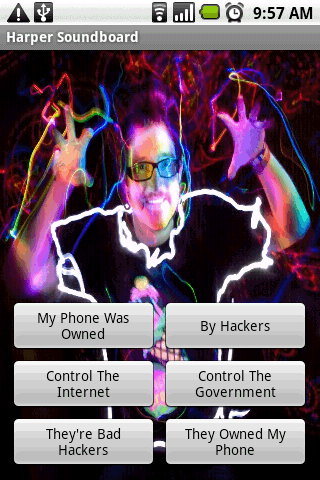 9:57 AM
Harper Soundboard
My Phone Was
Owned
By Hackers
Control The
Internet
Control The
Government
They're Bad
Hackers
They Owned My
Phone